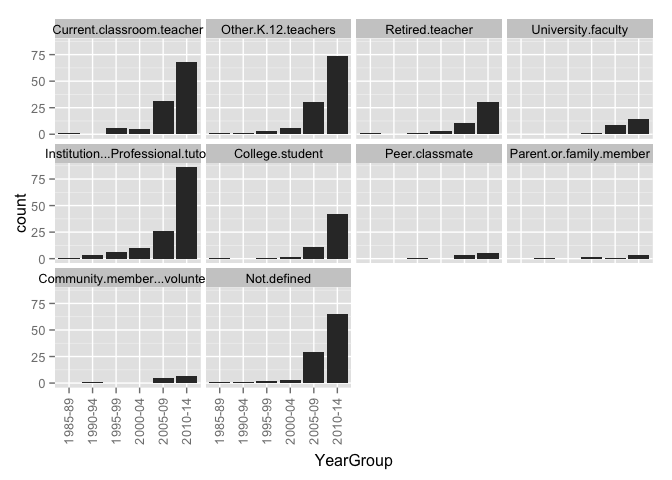 Current.classroom.teacher Other.K.12.teachers Retired.teacher University.faculty
75
50
25
0
Institution...Professional.tuto College.student Peer.classmate Parent.or.family.member
75
50
25
0
Community.member...volunte Not.defined
75
50
25
0
count
1985-89 1990-94 1995-99 2000-04 2005-09 2010-14 1985-89 1990-94 1995-99 2000-04 2005-09 2010-14
YearGroup